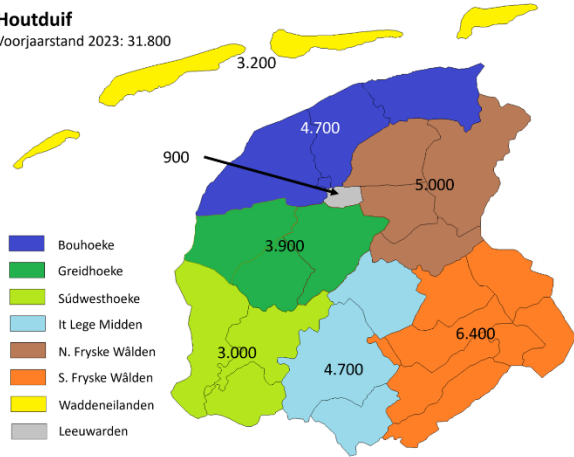 Houtduif
Voorjaarstand 2023: 31.800
3.200
4.700
900
5.000
3.900
3.000
4.700
6.400
Bouhoeke
Greidhoeke
Súdwesthoeke
It Lege Midden
N. Fryske Wâlden
S. Fryske Wâlden
Waddeneilanden
Leeuwarden